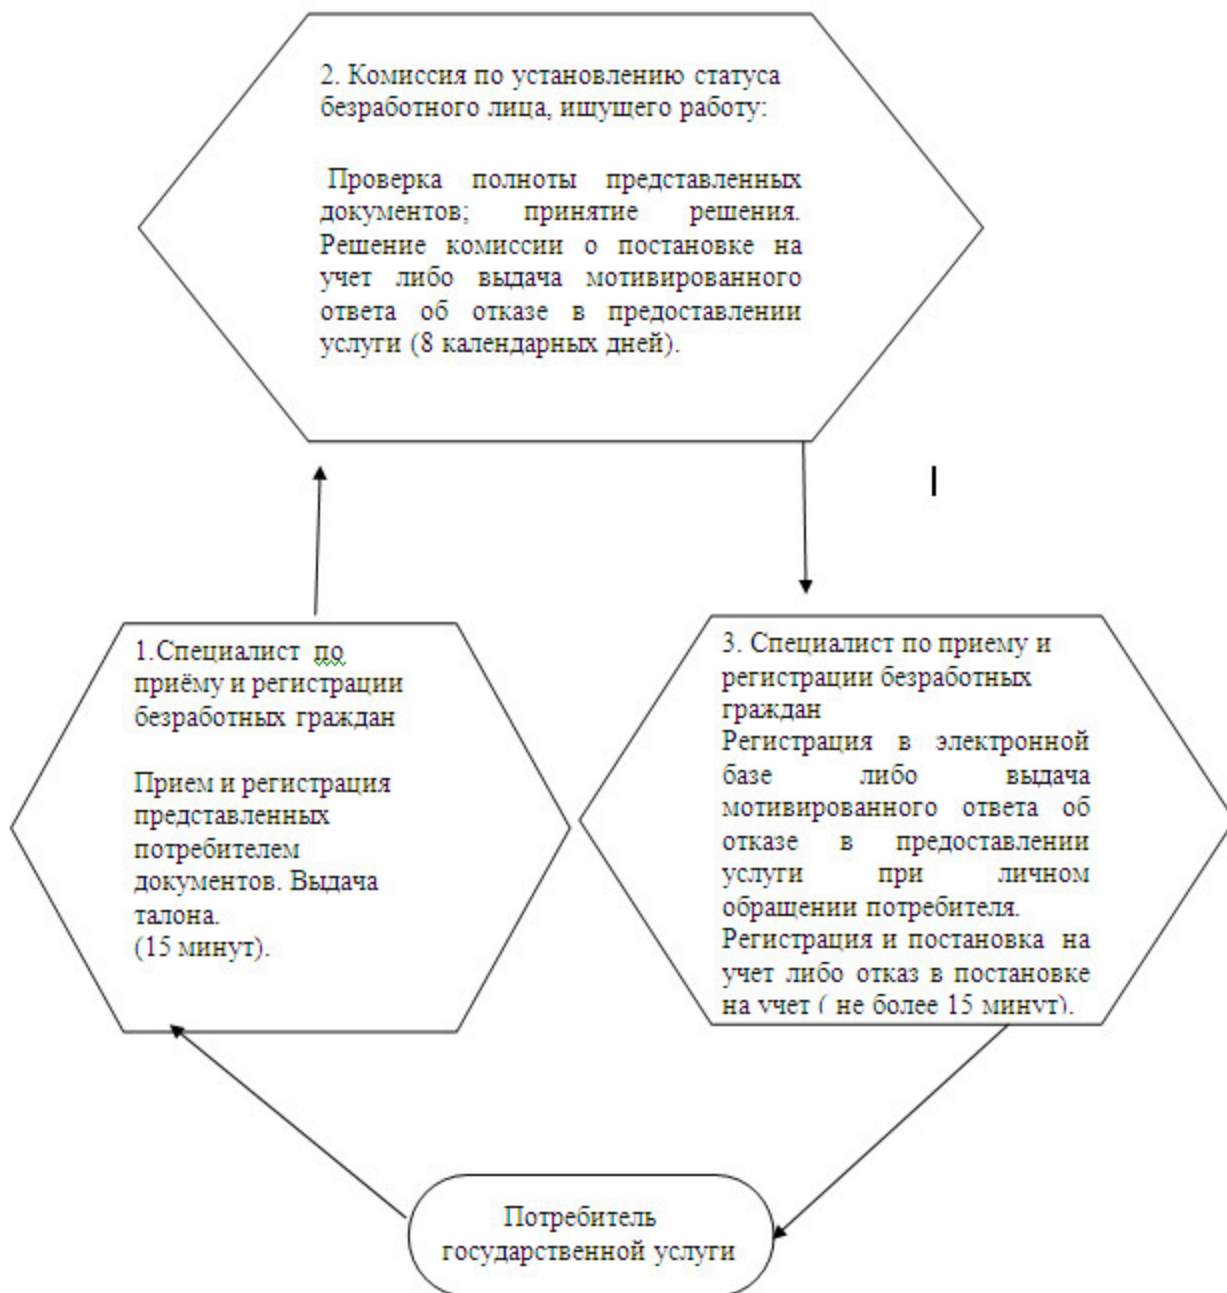 2. Комиссия по установлению статуса
безработного лица, ищущего работу:
Проверка полноты представленных
документов; принятие решения.
Решение комиссии о постановке на
учет либо выдача мотивированного
ответа об отказе в предоставлении
услуги (8 календарных дней).
1.Специалист по
приёму и регистрации
безработных граждан
Прием и регистрация
представленных
потребителем
документов. Выдача
талона.
(15 минут).
3. Специалист по приему и
регистрации безработных
граждан
Регистрация в электронной
базе либо выдача
мотивированного ответа об
отказе в предоставлении
услуги при личном
обращении потребителя.
Регистрация и постановка на
учет либо отказ в постановке
на учет ( не более 15 минут).
Потребитель
государственной услуги